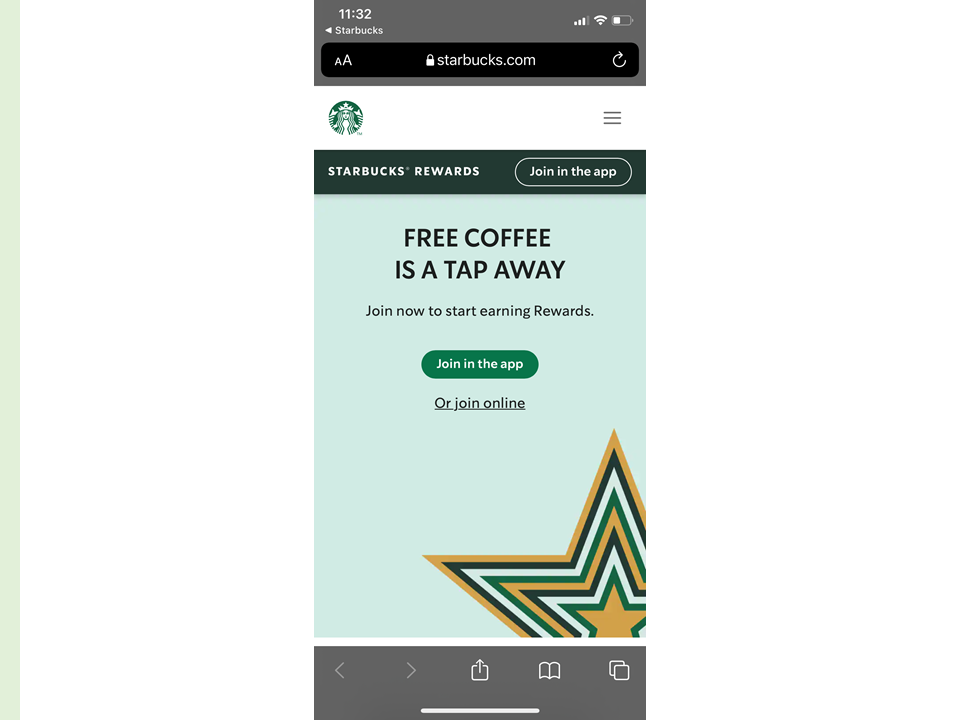 11:32
◀ Starbucks
AA
starbucks.com
STARBUCKS® REWARDS
Join in the app
FREE COFFEE
IS A TAP AWAY
Join now to start earning Rewards.
Join in the app
Or join online